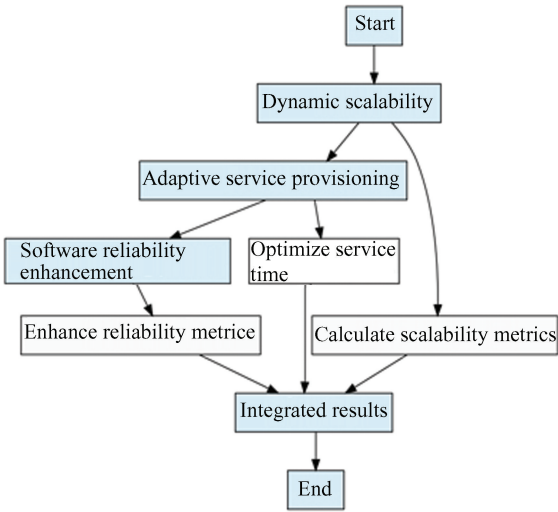 Start
Dynamic scalability
Adaptive service provisioning
Software reliability
enhancement
Optimize service
time
Enhance reliability metrice
Calculate scalability metrics
Integrated results
End